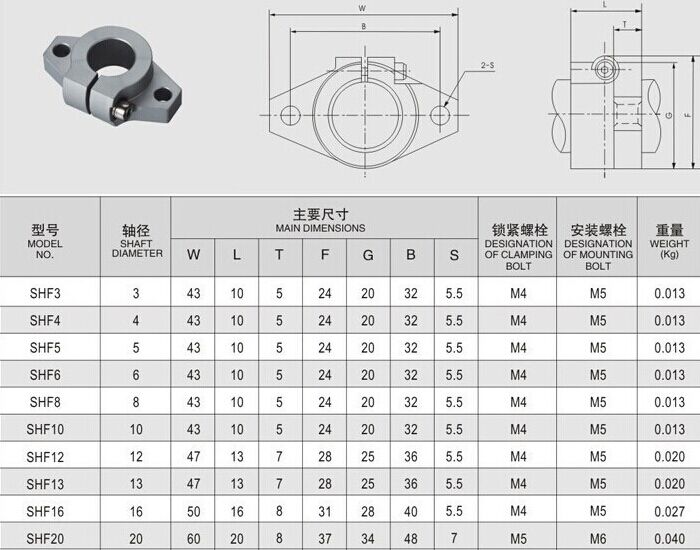 W
B
2-S
L
T
G
F
型号
MODEL
NO.
轴径
SHAFT
DIAMETER
主要尺寸
MAIN DIMENSIONS
W L T F G B S
锁紧螺栓
DESIGNATION
OF CLAMPING
BOLT
安装螺栓
DESIGNATION
OF MOUNTING
BOLT
重量
WEIGHT
(Kg)
SHF3 3 43 10 5 24 20 32 5.5 M4 M5 0.013
SHF4 4 43 10 5 24 20 32 5.5 M4 M5 0.013
SHF5 5 43 10 5 24 20 32 5.5 M4 M5 0.013
SHF6 6 43 10 5 24 20 32 5.5 M4 M5 0.013
SHF8 8 43 10 5 24 20 32 5.5 M4 M5 0.013
SHF10 10 43 10 5 24 20 32 5.5 M4 M5 0.013
SHF12 12 47 13 7 28 25 36 5.5 M4 M5 0.020
SHF13 13 47 13 7 28 25 36 5.5 M4 M5 0.020
SHF16 16 50 16 8 31 28 40 5.5 M4 M5 0.027
SHF20 20 60 20 8 37 34 48 7 M5 M6 0.040